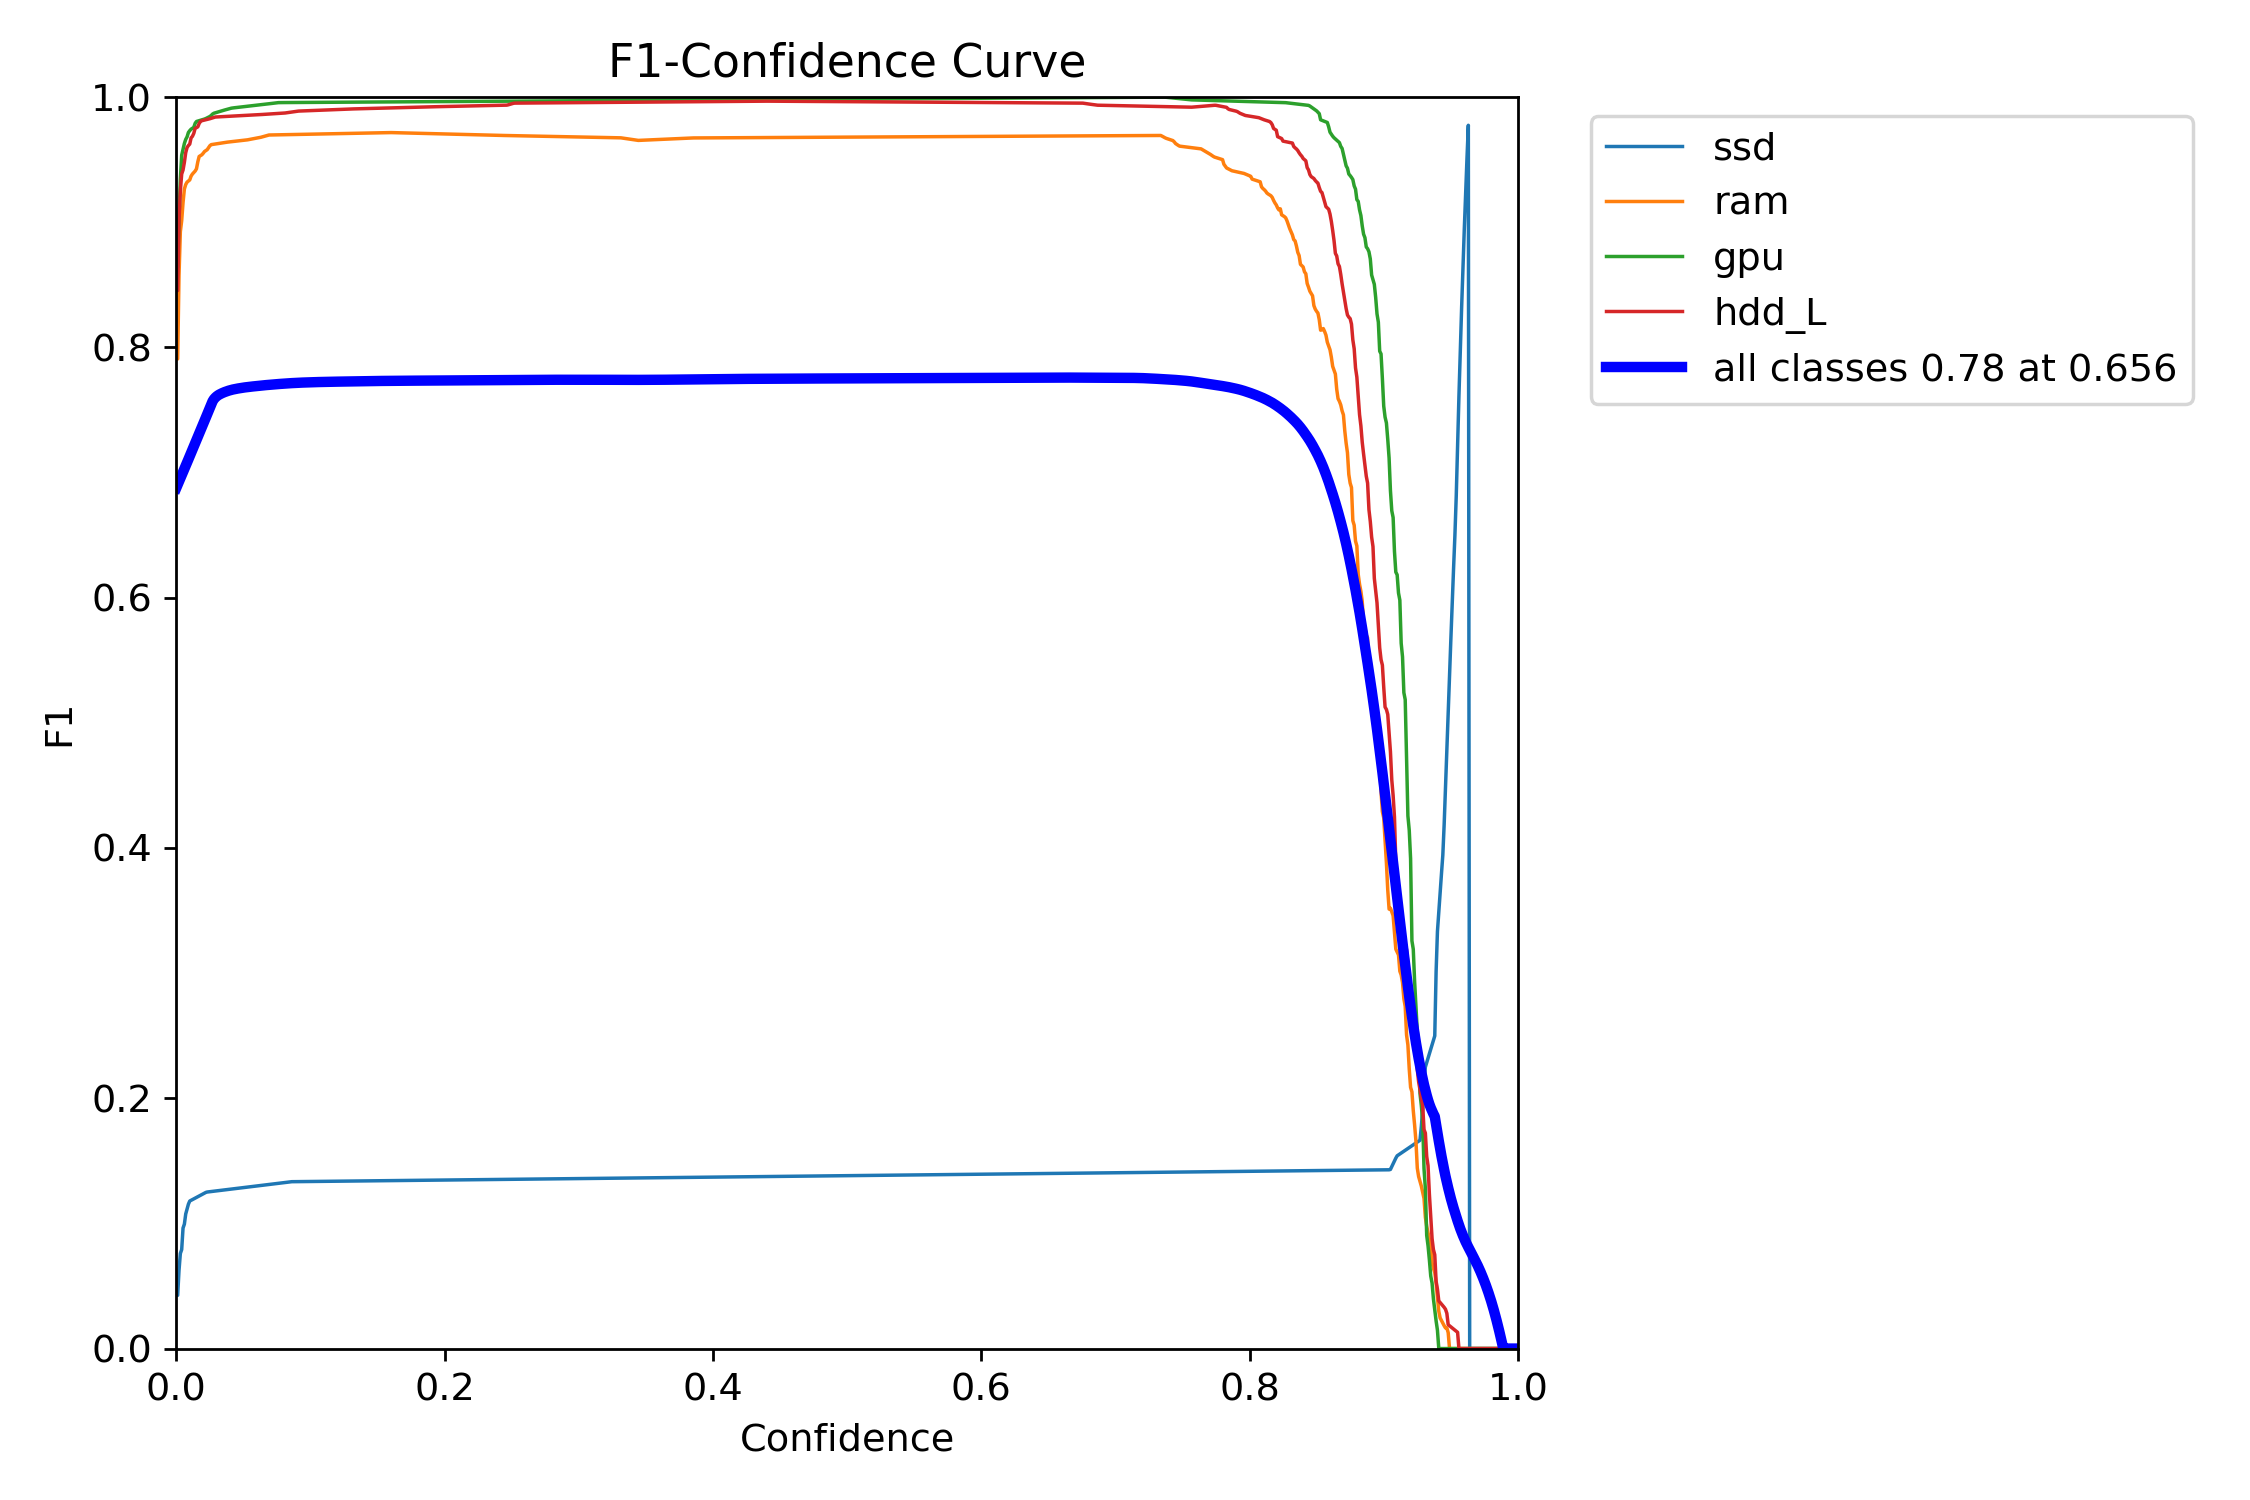 F1-Confidence Curve
1.0
0.8
0.6
0.4
0.2
0.0
F1
0.0 0.2 0.4 0.6 0.8 1.0
Confidence
ssd
ram
gpu
hdd_L
all classes 0.78 at 0.656